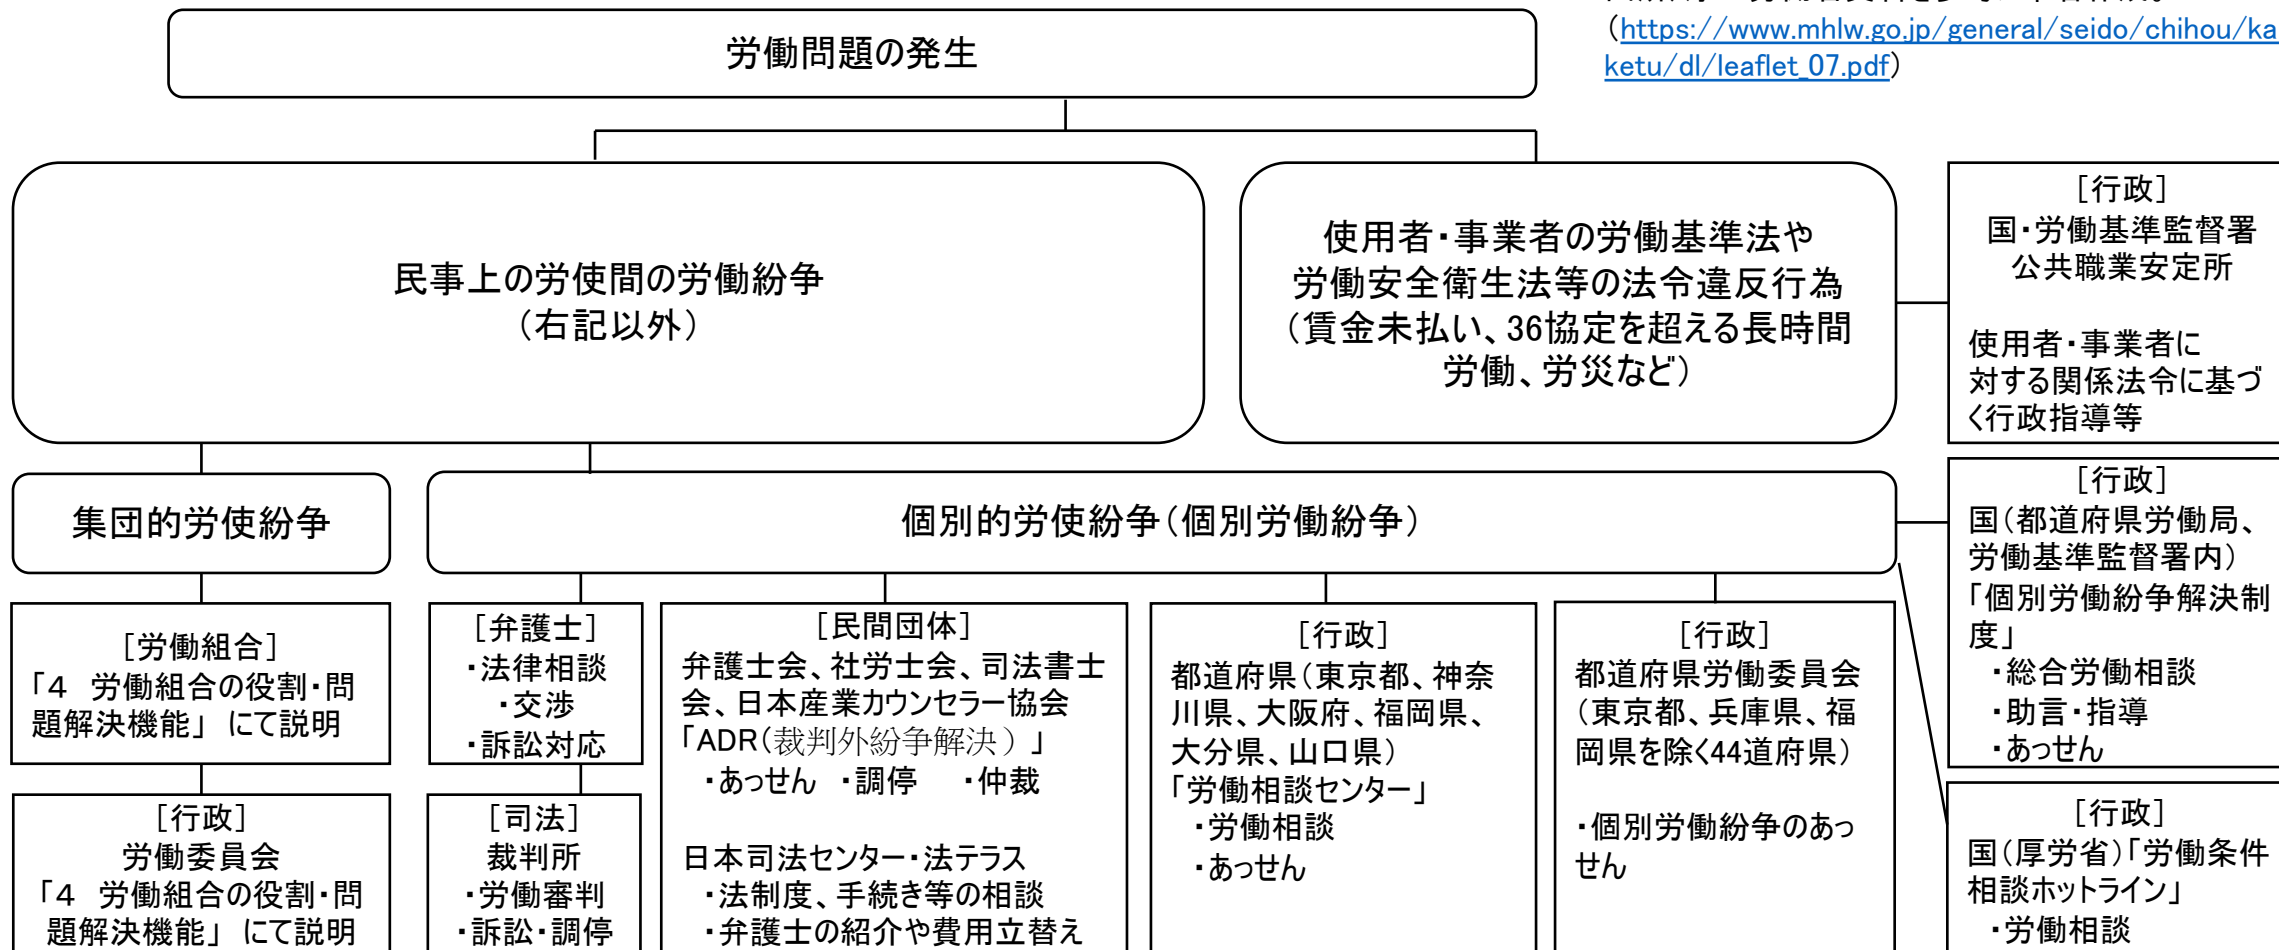 (https://www.mhlw.go.jp/general/seido/chihou/kai
ketu/dl/leaflet_07.pdf)
労働問題の発生
民事上の労使間の労働紛争
(右記以外)
使用者・事業者の労働基準法や
労働安全衛生法等の法令違反行為
(賃金未払い、36協定を超える長時間
労働、労災など)
[行政]
国・労働基準監督署
公共職業安定所
使用者・事業者に
対する関係法令に基づ
く行政指導等
集団的労使紛争
個別的労使紛争(個別労働紛争)
[行政]
国(都道府県労働局、
労働基準監督署内)
「個別労働紛争解決制
度」
・総合労働相談
・助言・指導
・あっせん
[労働組合]
「4 労働組合の役割・問
題解決機能」 にて説明
[弁護士]
・法律相談
・交渉
・訴訟対応
[民間団体]
弁護士会、社労士会、司法書士
会、日本産業カウンセラー協会
「ADR(裁判外紛争解決)」
・あっせん ・調停 ・仲裁
日本司法センター・法テラス
・法制度、手続き等の相談
・弁護士の紹介や費用立替え
[行政]
都道府県(東京都、神奈
川県、大阪府、福岡県、
大分県、山口県)
「労働相談センター」
・労働相談
・あっせん
[行政]
都道府県労働委員会
(東京都、兵庫県、福
岡県を除く44道府県)
・個別労働紛争のあっ
せん
[行政]
労働委員会
「4 労働組合の役割・問
題解決機能」 にて説明
[司法]
裁判所
・労働審判
・訴訟・調停
[行政]
国(厚労省)「労働条件
相談ホットライン」
・労働相談